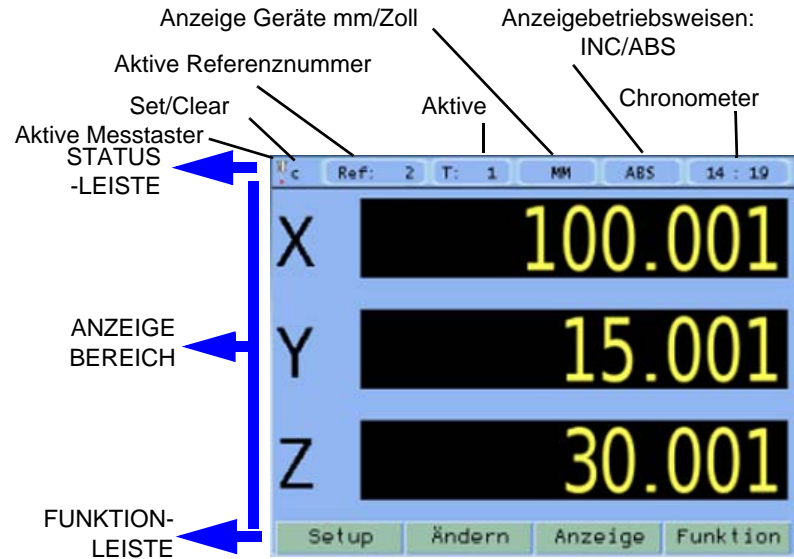 Anzeige Geräte mm/Zoll
Anzeigebetriebsweisen:
INC/ABS
Aktive Referenznummer
Set/Clear
Aktive
Chronometer
Aktive Messtaster
STATUS
-LEISTE
c Ref: 2 T: 1 MM ABS 14 : 19
X 100.001
ANZEIGE
BEREICH
Y 15.001
Z 30.001
FUNKTION-
LEISTE
Setup Ändern Anzeige Funktion